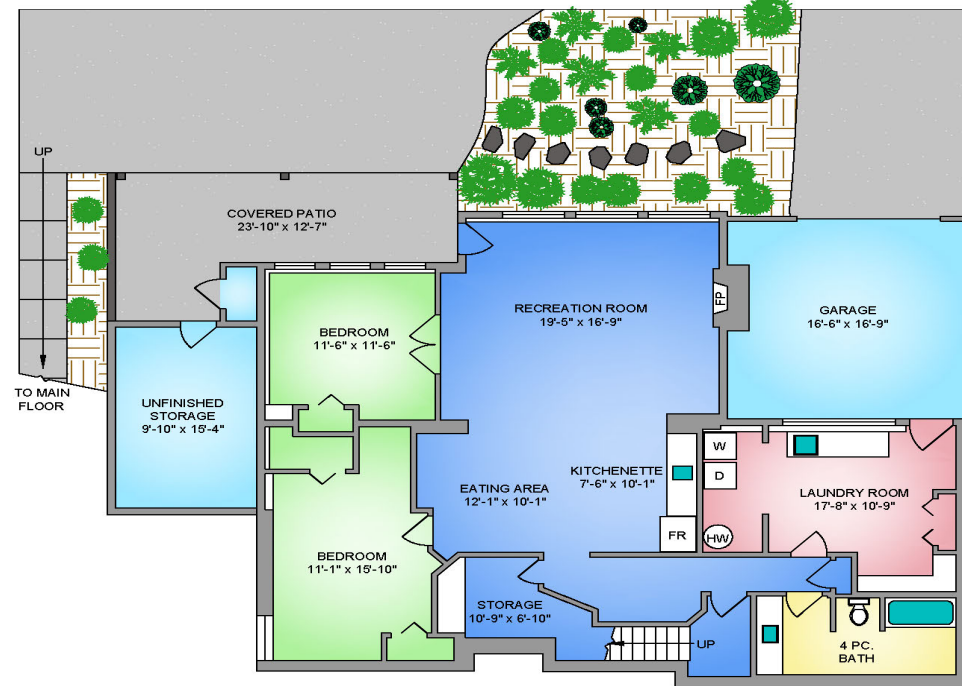 UP
COVERED PATIO
23'-10" x 12'-7"
RECREATION ROOM
19'-5" x 16'-9"
FP
GARAGE
16'-6" x 16'-9"
BEDROOM
11'-6" x 11'-6"
TO MAIN
FLOOR
UNFINISHED
STORAGE
9'-10" x 15'-4"
EATING AREA
12'-1" x 10'-1"
KITCHENETTE
7'-6" x 10'-1"
FR
W
D
HW
LAUNDRY ROOM
17'-8" x 10'-9"
BEDROOM
11'-1" x 15'-10"
STORAGE
10'-9" x 6'-10"
UP
4 PC.
BATH